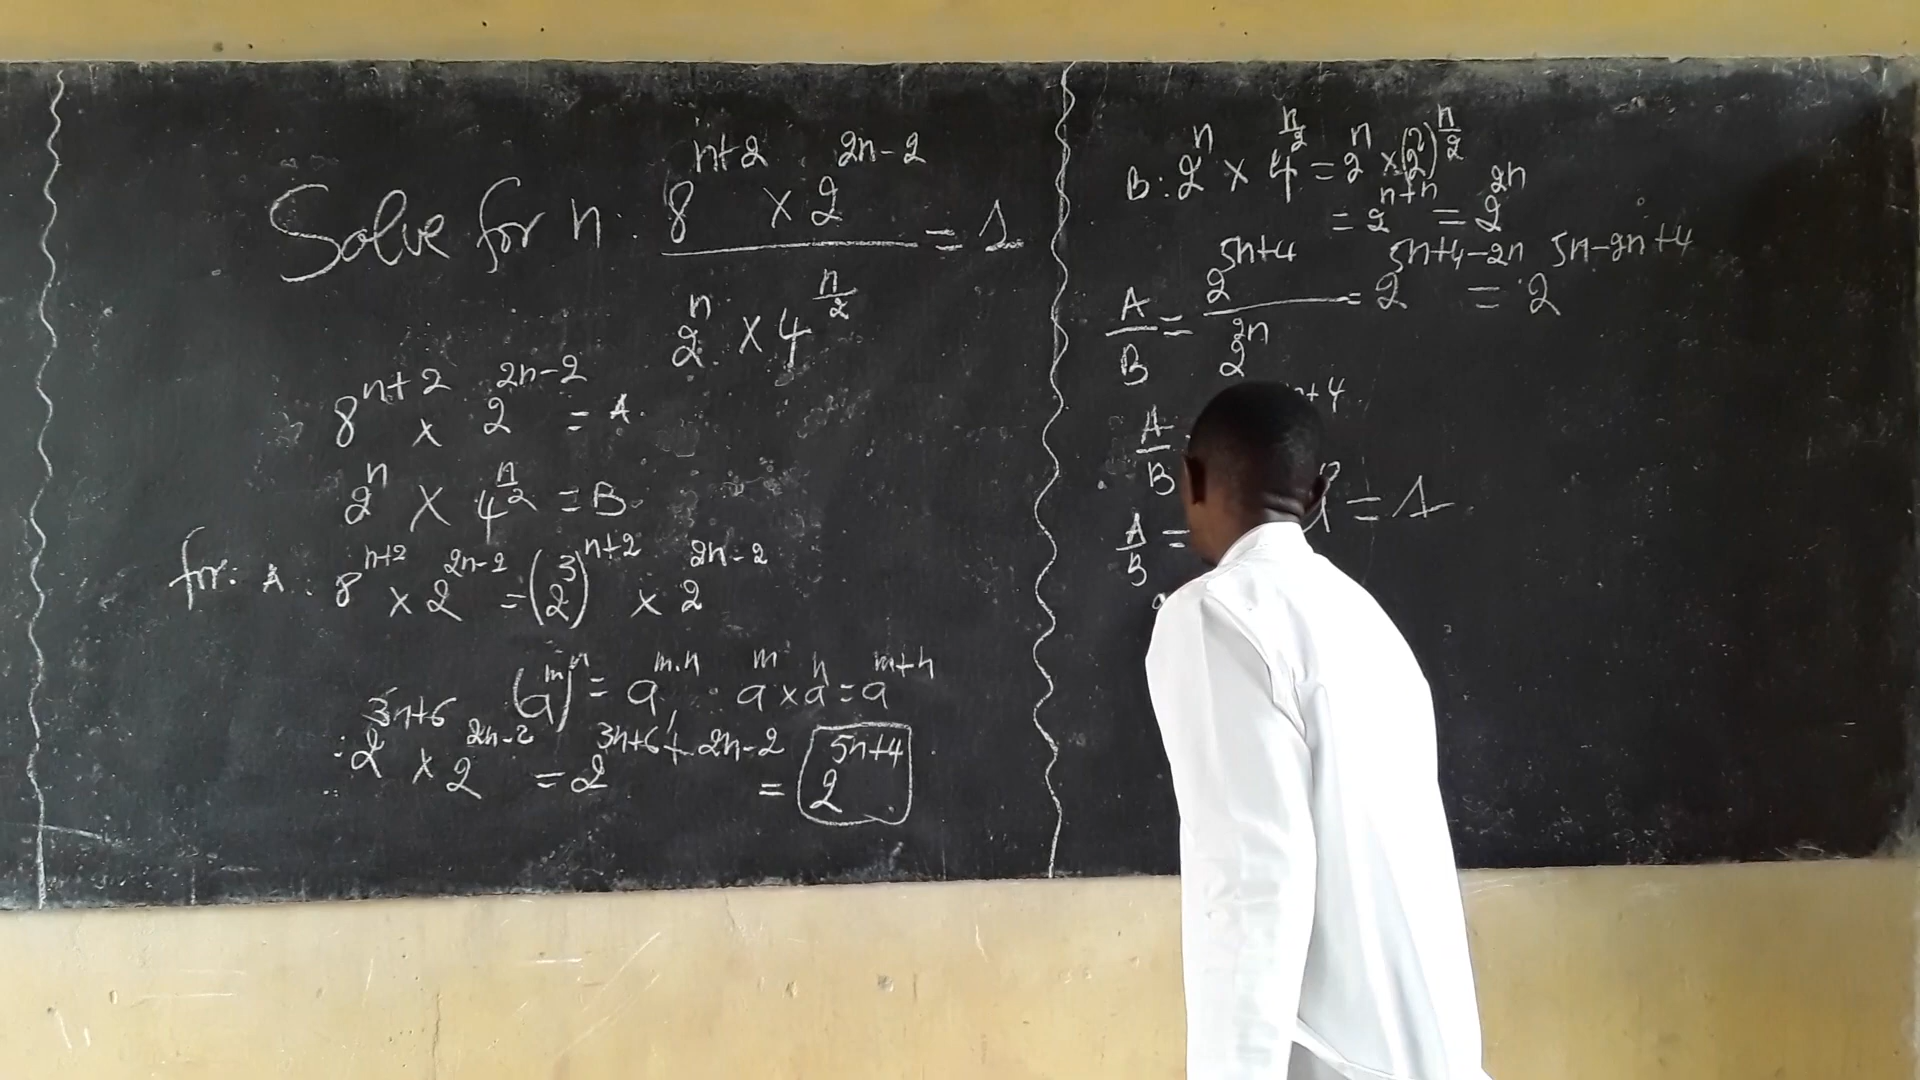 Solve for n: 8^(n+2) × 2^(2n-2) / 2^n × 4^(n/2) = 1
8^(n+2) × 2^(2n-2) = A.
2^n × 4^(n/2) = B
for: A: 8^(n+2) × 2^(2n-2) = (2^3)^(n+2) × 2^(2n-2)
(a^m)^n = a^(m.n), a^m × a^n = a^(m+n)
∴ 2^(3n+6) × 2^(2n-2) = 2^(3n+6+2n-2) = 2^(5n+4)
B: 2^n × 4^(n/2) = 2^n × (2^2)^(n/2)
= 2^(n+n) = 2^(2n)
A/B = 2^(5n+4) / 2^(2n) = 2^(5n+4-2n) = 2^(5n-2n+4)
A/B n+4
= 1
A/B =